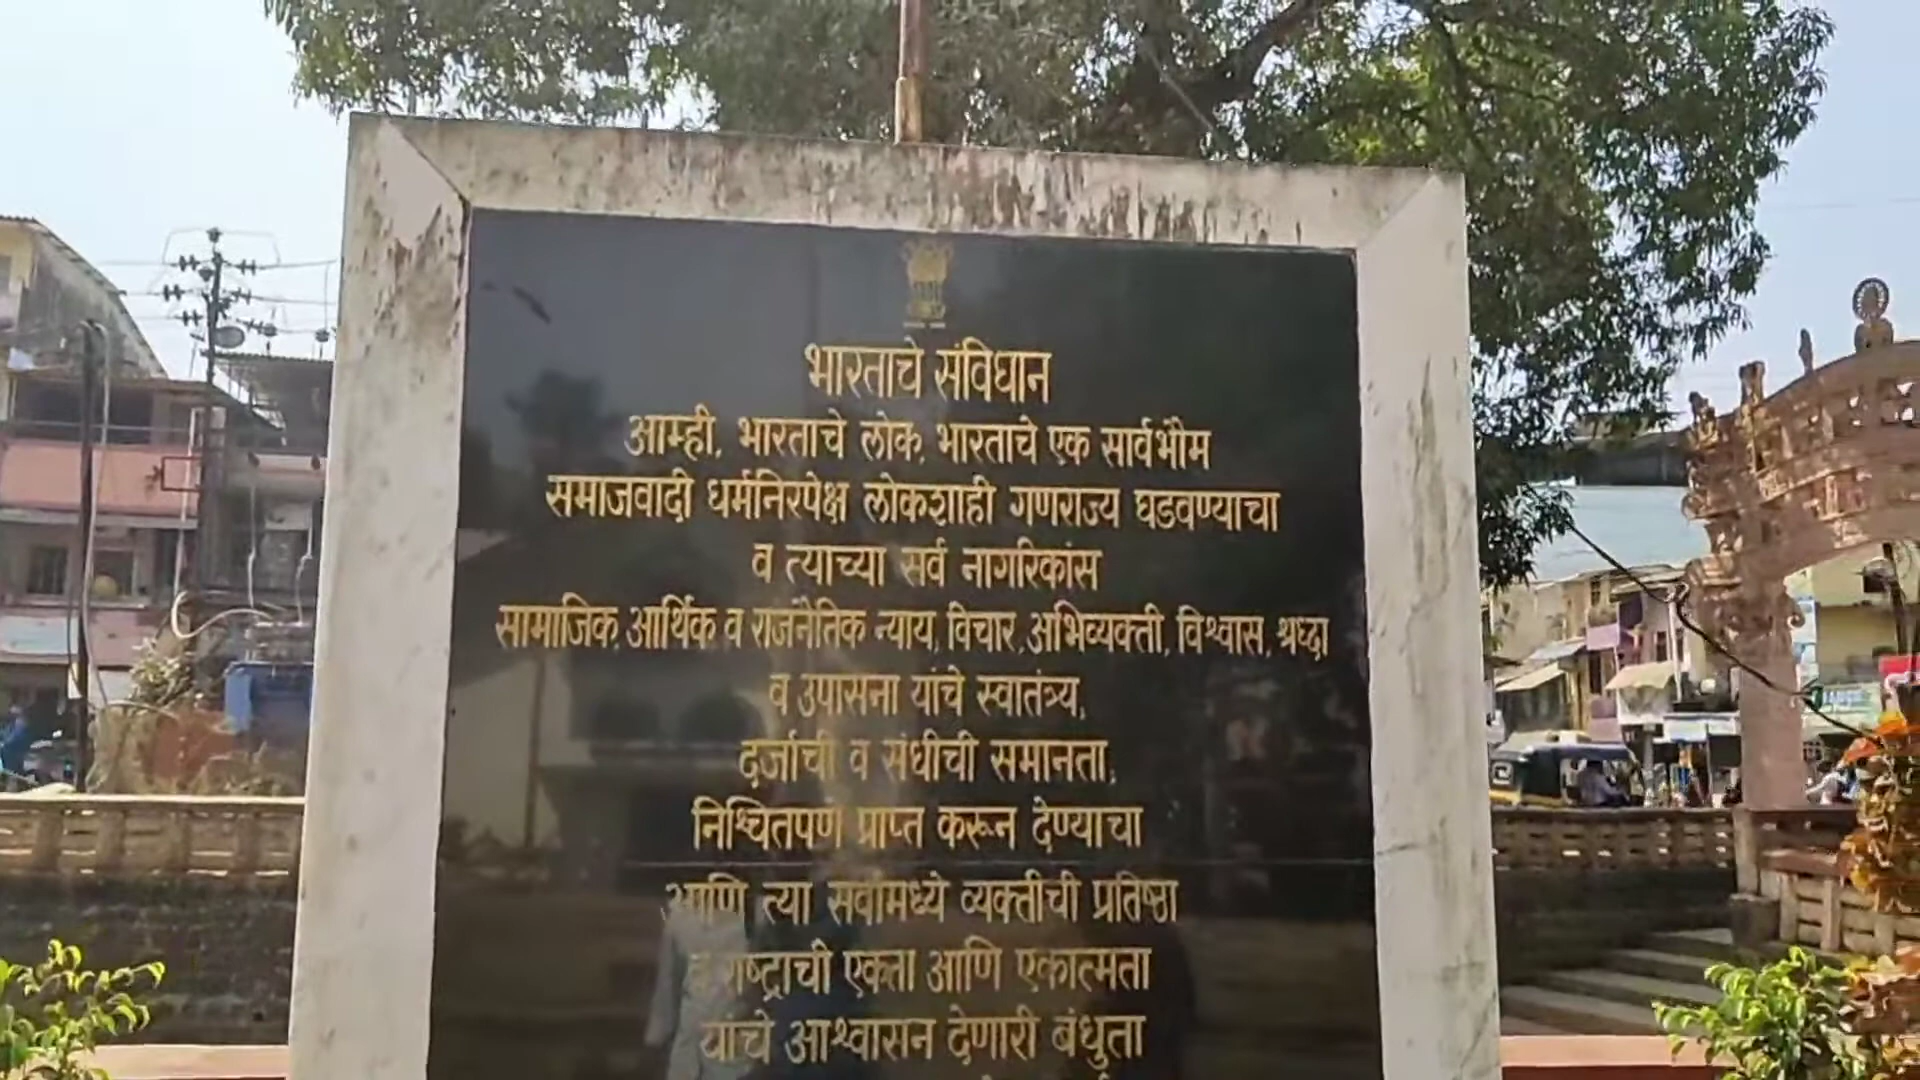 भारताचे संविधान
आम्ही, भारताचे लोक, भारताचे एक सार्वभौम
समाजवादी धर्मनिरपेक्ष लोकशाही गणराज्य घडवण्याचा
व त्याच्या सर्व नागरिकांस
सामाजिक, आर्थिक व राजनैतिक न्याय, विचार, अभिव्यक्ती, विश्वास, श्रध्दा
व उपासना यांचे स्वातंत्र्य,
दर्जाची व संधीची समानता,
निश्चितपणे प्राप्त करून देण्याचा
आणि त्या सर्वांमध्ये व्यक्तीची प्रतिष्ठा
व राष्ट्राची एकता आणि एकात्मता
यांचे आश्वासन देणारी बंधुता